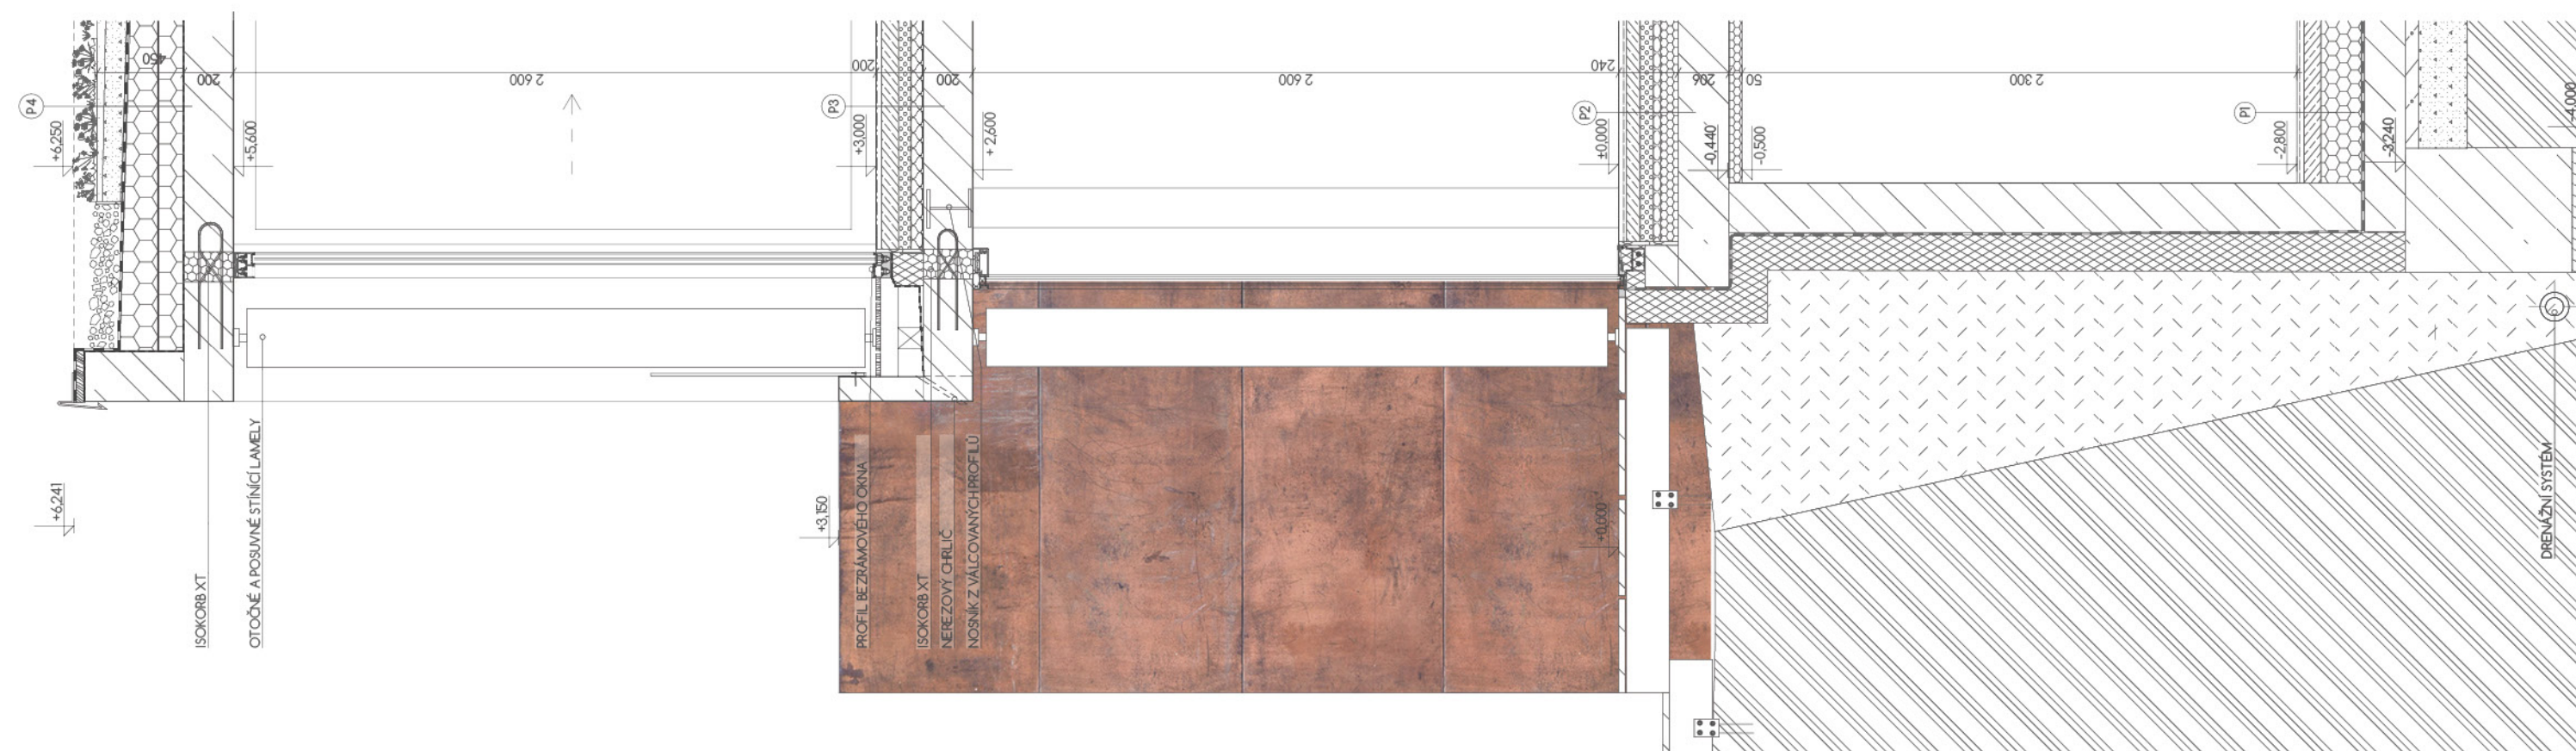 P4
+6,250
450
200
+5,600
2 600
200
P3
+3,000
200
+ 2,600
2 600
240
P2
±0,000
206
-0,440
50
-0,500
2 300
P1
-2,800
-3,240
-4,000
+6,241
ISOKORB XT
OTOČNÉ A POSUVNÉ STÍNÍCÍ LAMELY
+3,150
PROFIL BEZRÁMOVÉHO OKNA
ISOKORB XT
NEREZOVÝ CHRLIČ
NOSNÍK Z VÁLCOVANÝCH PROFILŮ
+0,600
DRENÁŽNÍ SYSTÉM